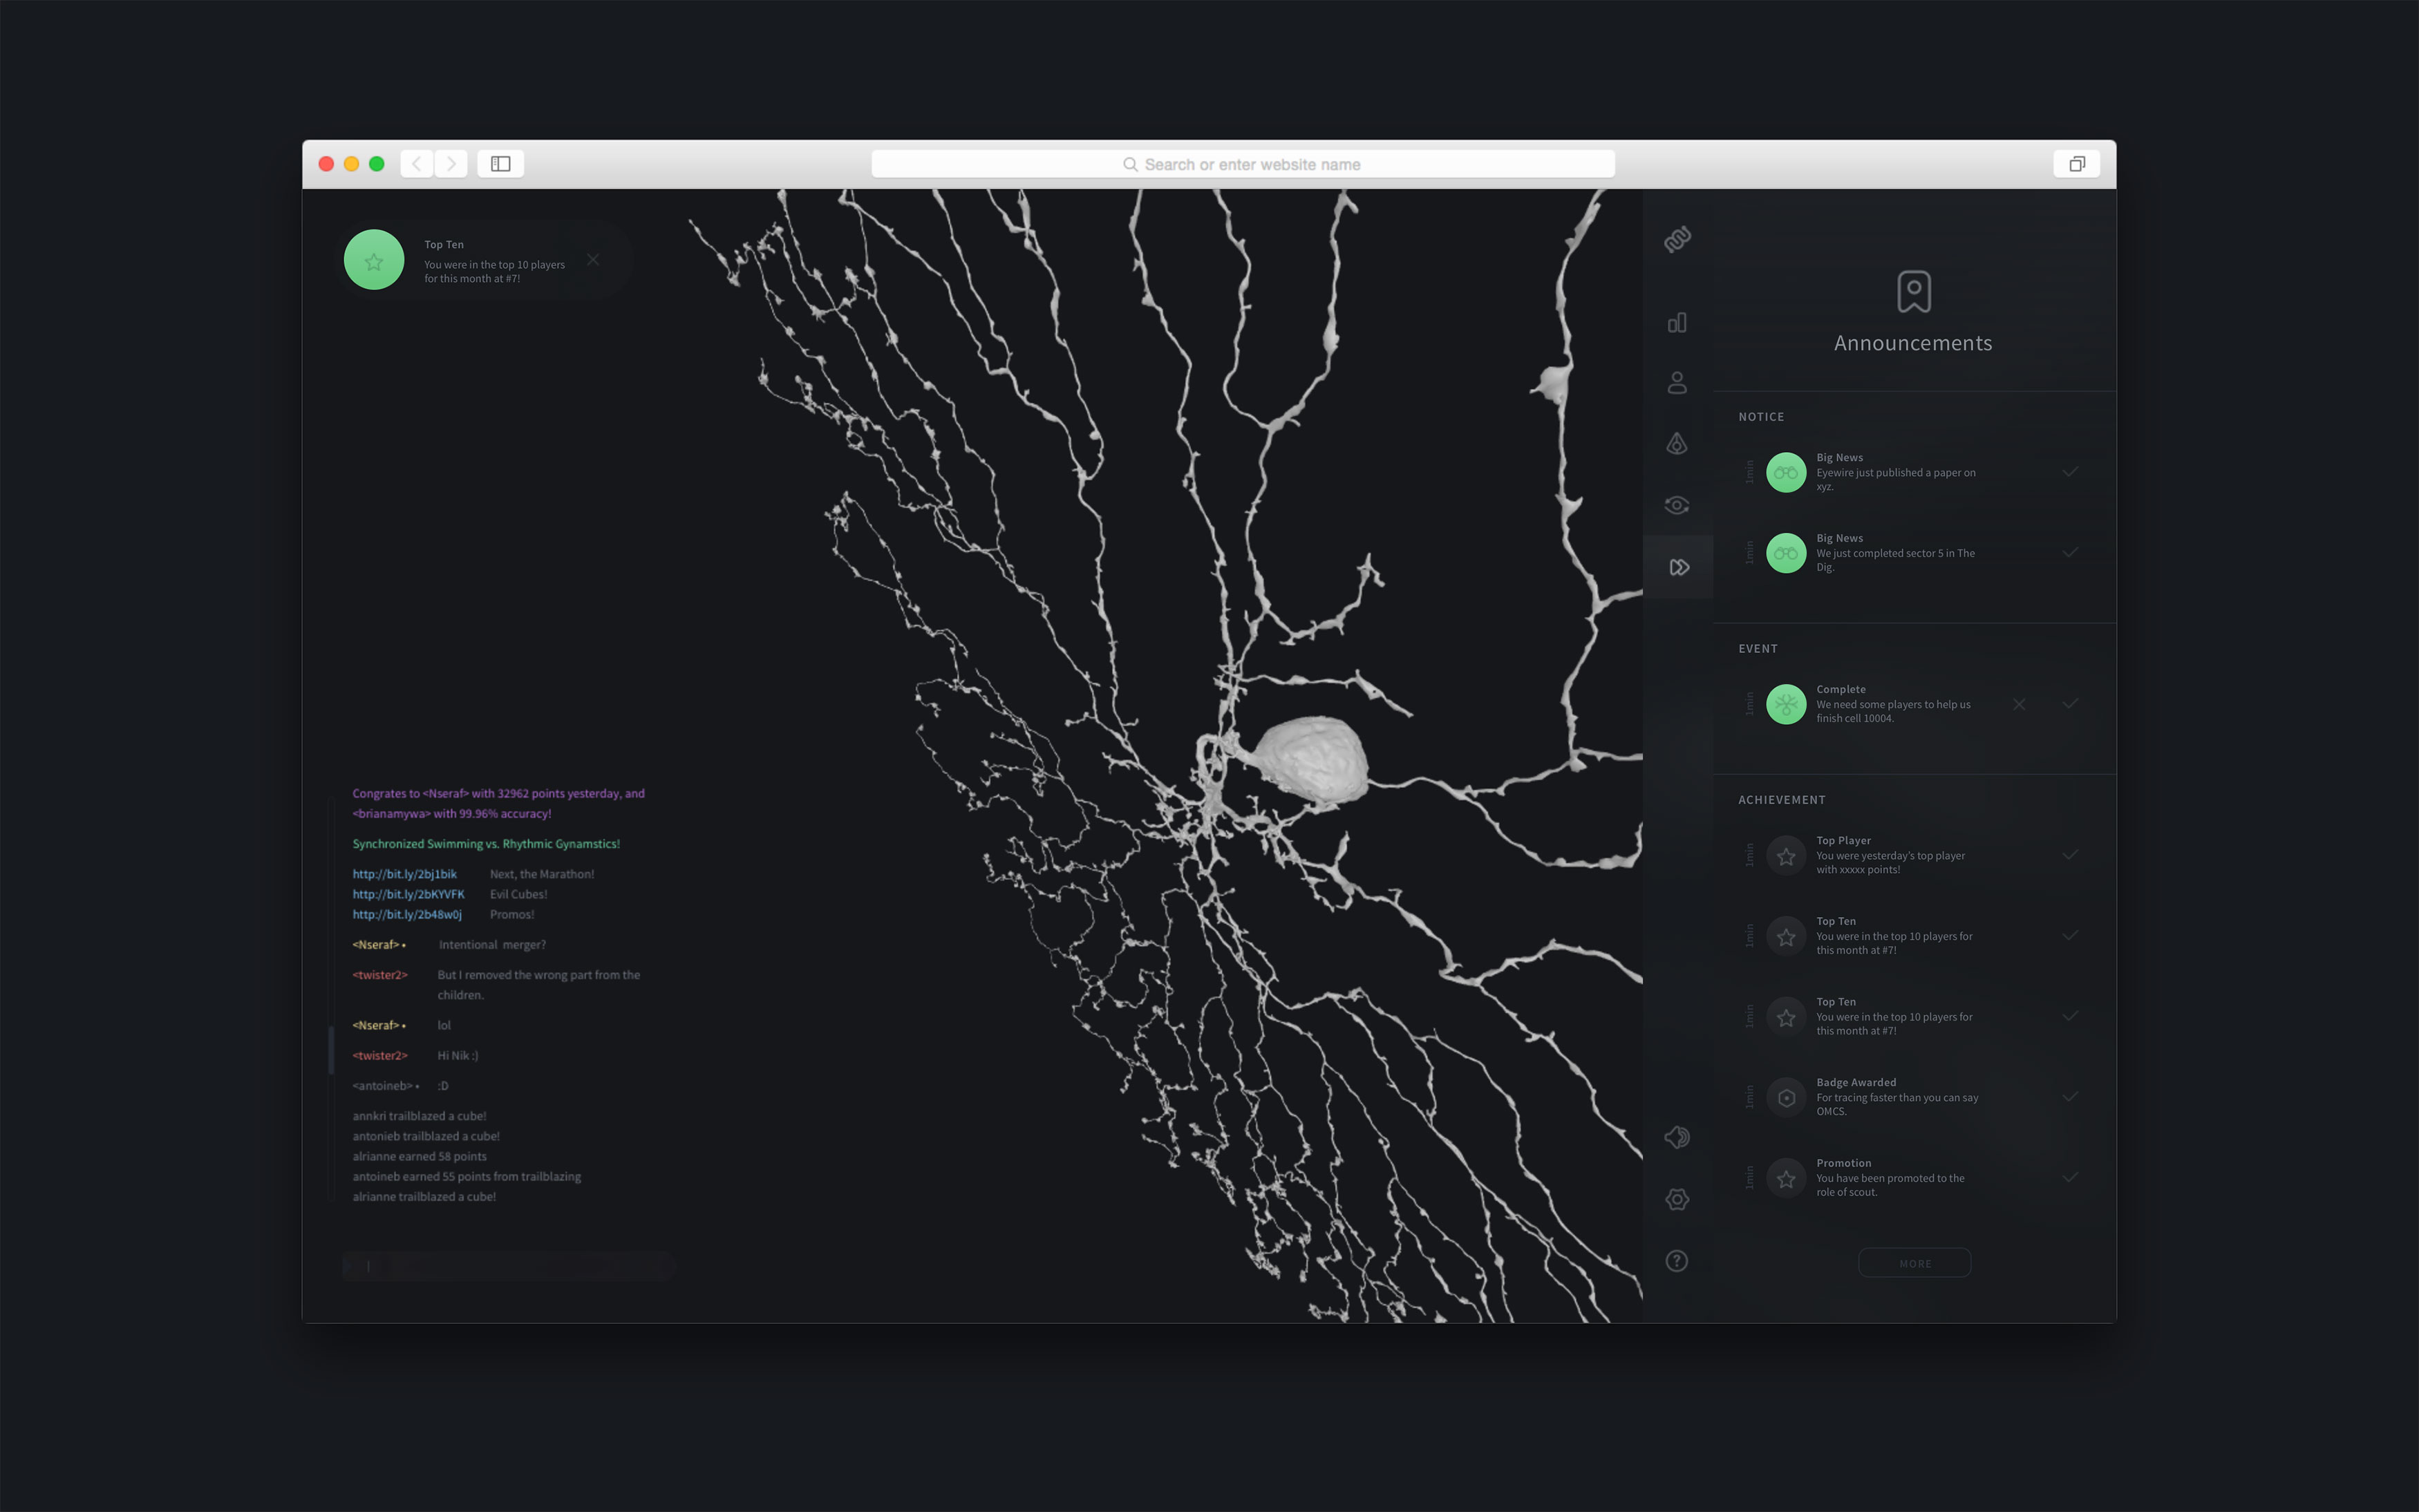 Search or enter website name
Top Ten
You were in the top 10 players
for this month at #7!
Congrates to <Nseraf> with 32962 points yesterday, and
<brianamywa> with 99.96% accuracy!
Synchronized Swimming vs. Rhythmic Gynamstics!
http://bit.ly/2bj1bik Next, the Marathon!
http://bit.ly/2bKYVFK Evil Cubes!
http://bit.ly/2b48w0j Promos!
<Nseraf> • Intentional merger?
<twister2> But I removed the wrong part from the
children.
<Nseraf> • lol
<twister2> Hi Nik :)
<antoineb> • :D
annkri trailblazed a cube!
antonieb trailblazed a cube!
alrianne earned 58 points
antoineb earned 55 points from trailblazing
alrianne trailblazed a cube!
Announcements
NOTICE
1min
Big News
Eyewire just published a paper on
xyz.
1min
Big News
We just completed sector 5 in The
Dig.
EVENT
1min
Complete
We need some players to help us
finish cell 10004.
ACHIEVEMENT
1min
Top Player
You were yesterday's top player
with xxxxx points!
1min
Top Ten
You were in the top 10 players for
this month at #7!
1min
Top Ten
You were in the top 10 players for
this month at #7!
1min
Badge Awarded
For tracing faster than you can say
OMCS.
1min
Promotion
You have been promoted to the
role of scout.
MORE